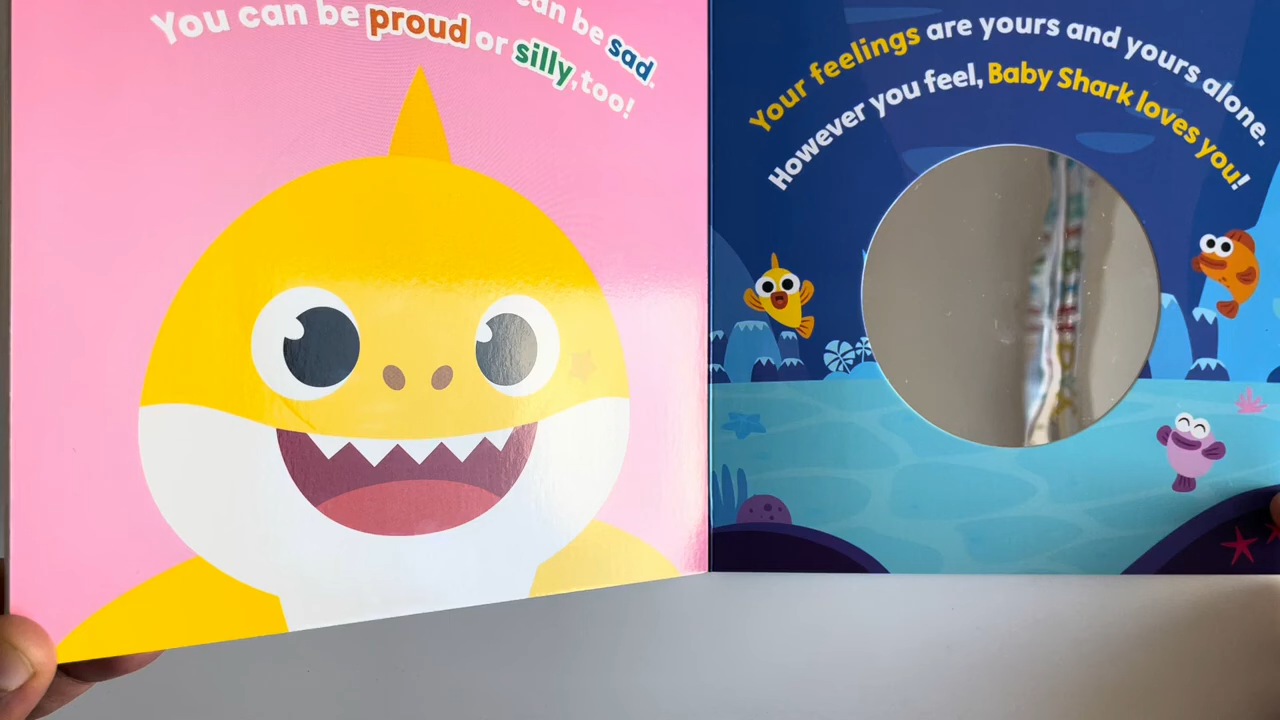 can be sad.
You can be proud or silly, too!
Your feelings are yours and yours alone.
However you feel, Baby Shark loves you!